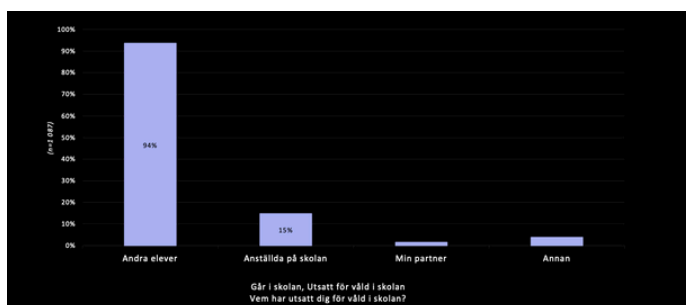 100%
90%
80%
70%
60%
50%
40%
30%
20%
10%
0%
(n=1 087)
94%
15%
Andra elever
Anställda på skolan
Min partner
Annan
Går i skolan, Utsatt för våld i skolan
Vem har utsatt dig för våld i skolan?